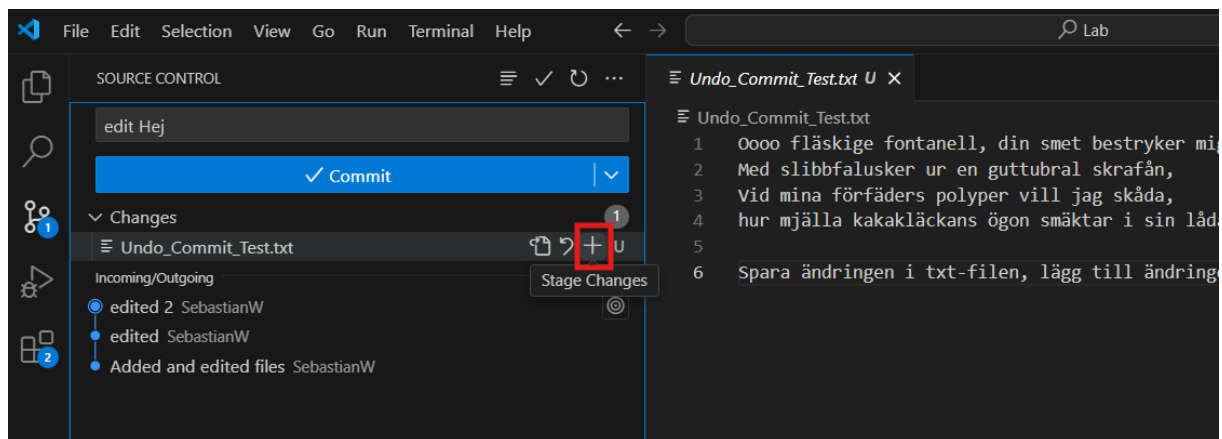 File Edit Selection View Go Run Terminal Help Lab
SOURCE CONTROL
edit Hej
Commit
Changes 1
Undo_Commit_Test.txt U
Stage Changes
Incoming/Outgoing
edited 2 SebastianW
edited SebastianW
Added and edited files SebastianW
1
2
Undo_Commit_Test.txt U
Undo_Commit_Test.txt
1 Oooo fläskige fontanell, din smet bestryker
2 Med slibbfalusker ur en guttubral skrafån,
3 Vid mina förfäders polyper vill jag skåda,
4 hur mjälla kakakläckans ögon smäktar i sin
5
6 Spara ändringen i txt-filen, lägg till